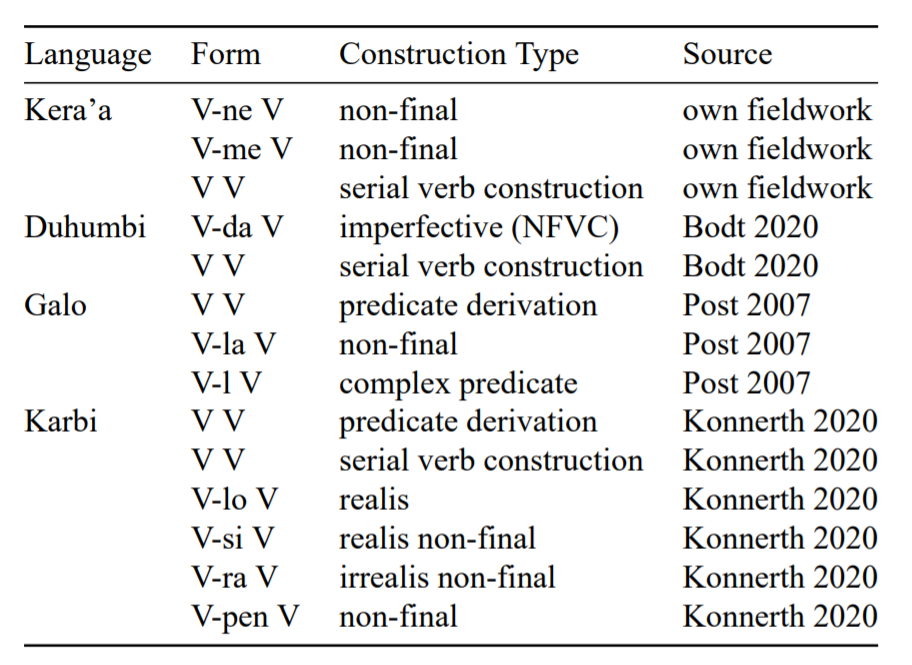 Language Form Construction Type Source
Kera’a V-ne V non-final own fieldwork
V-me V non-final own fieldwork
V V serial verb construction own fieldwork
Duhumbi V-da V imperfective (NFVC) Bodt 2020
V V serial verb construction Bodt 2020
Galo V V predicate derivation Post 2007
V-la V non-final Post 2007
V-l V complex predicate Post 2007
Karbi V V predicate derivation Konnerth 2020
V V serial verb construction Konnerth 2020
V-lo V realis Konnerth 2020
V-si V realis non-final Konnerth 2020
V-ra V irrealis non-final Konnerth 2020
V-pen V non-final Konnerth 2020